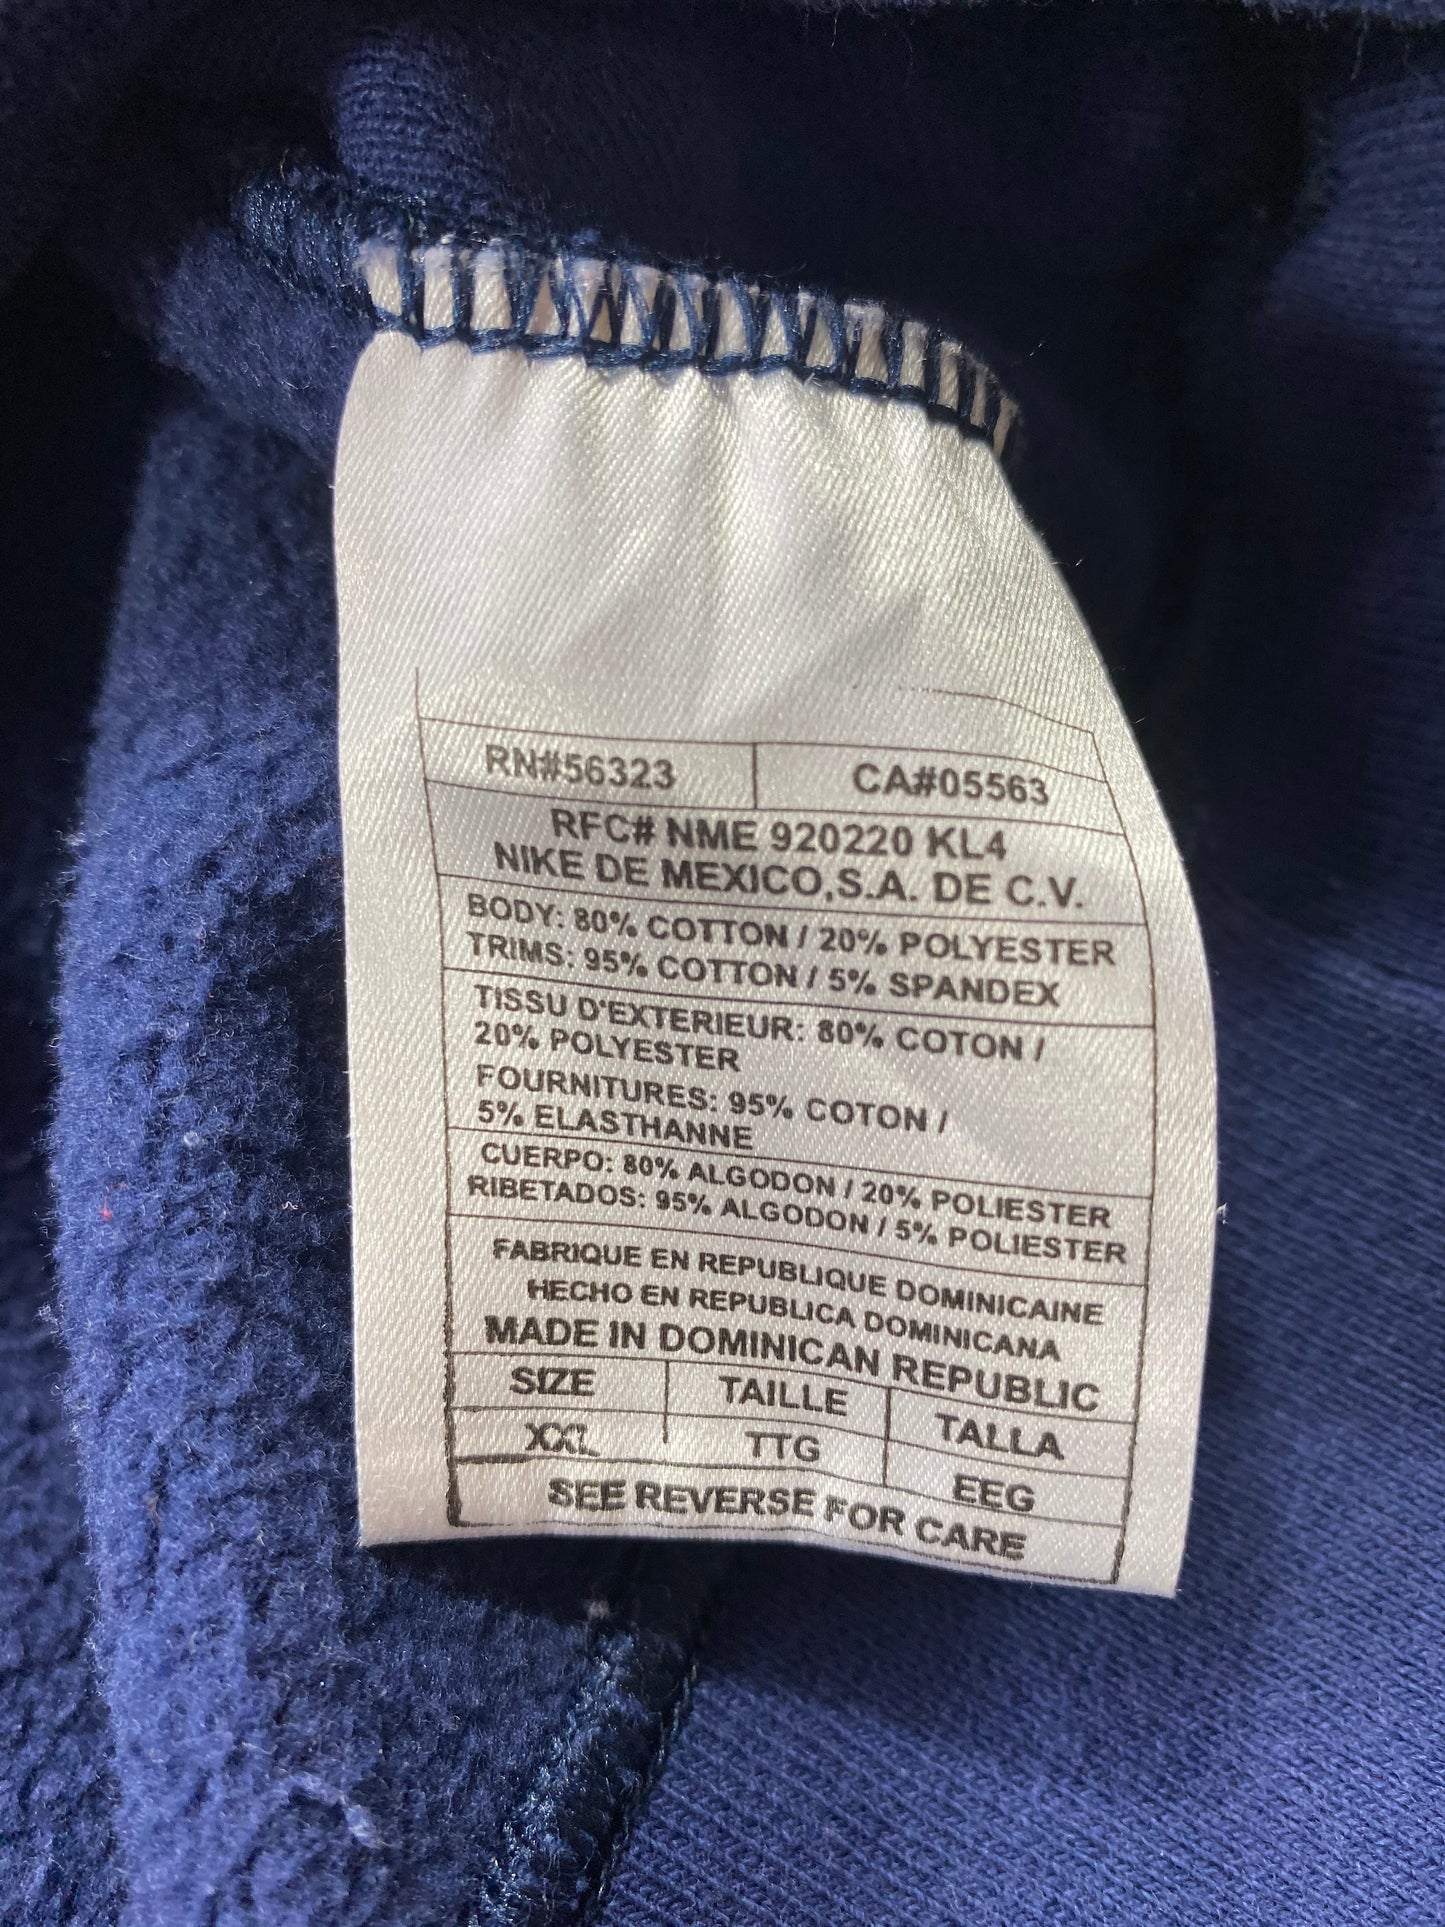 RN#56323 CA#05563
RFC# NME 920220 KL4
NIKE DE MEXICO,S.A. DE C.V.
BODY: 80% COTTON / 20% POLYESTER
TRIMS: 95% COTTON / 5% SPANDEX
TISSU D'EXTERIEUR: 80% COTON /
20% POLYESTER
FOURNITURES: 95% COTON /
5% ELASTHANNE
CUERPO: 80% ALGODON / 20% POLIESTER
RIBETADOS: 95% ALGODON / 5% POLIESTER
FABRIQUE EN REPUBLIQUE DOMINICAINE
HECHO EN REPUBLICA DOMINICANA
MADE IN DOMINICAN REPUBLIC
SIZE TAILLE TALLA
XXL TTG EEG
SEE REVERSE FOR CARE